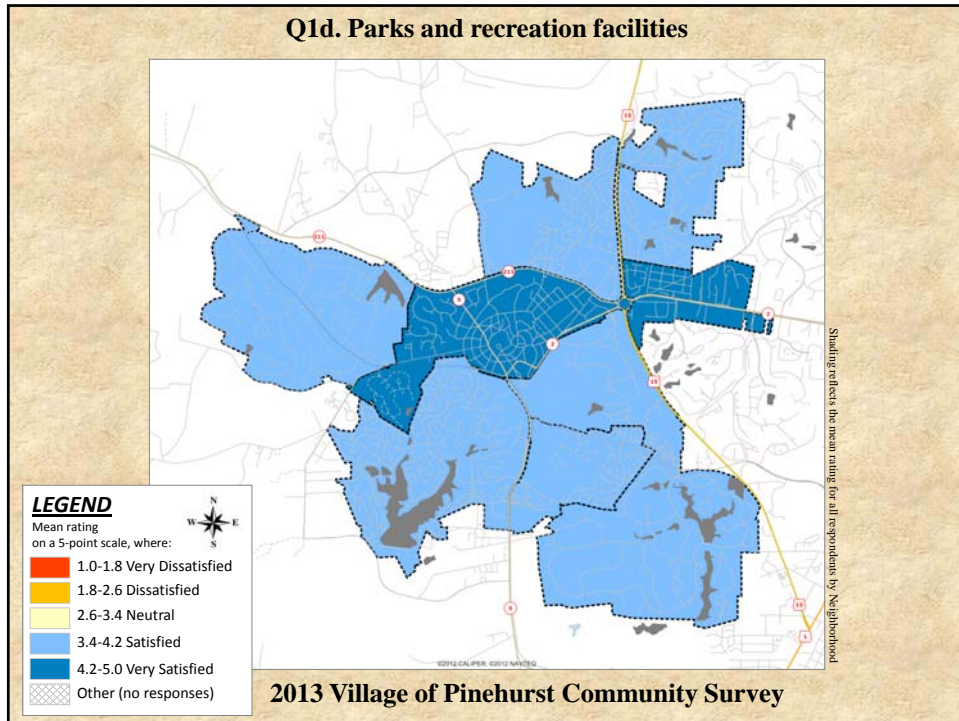 Q1d. Parks and recreation facilities
15
211
211
5
2
2
15
5
15
1
Shading reflects the mean rating for all respondents by Neighborhood
LEGEND
Mean rating
on a 5-point scale, where:
N
W E
S
1.0-1.8 Very Dissatisfied
1.8-2.6 Dissatisfied
2.6-3.4 Neutral
3.4-4.2 Satisfied
4.2-5.0 Very Satisfied
Other (no responses)
©2012 CALIPER; ©2012 NAVTEQ
2013 Village of Pinehurst Community Survey